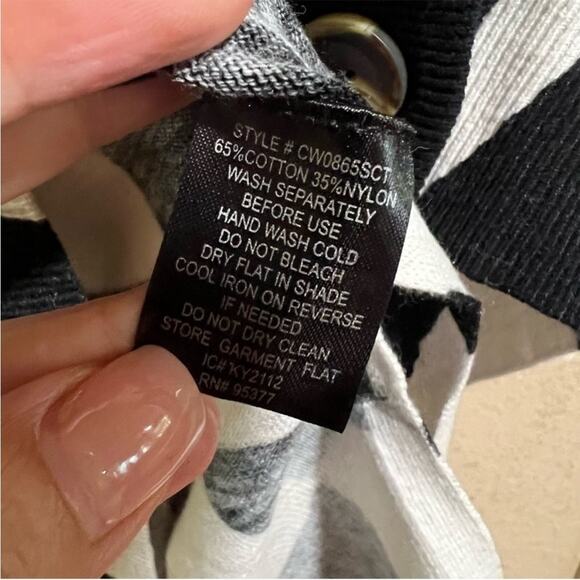 STYLE # CW0865SCT
65%COTTON 35%NYLON
WASH SEPARATELY
BEFORE USE
HAND WASH COLD
DO NOT BLEACH
DRY FLAT IN SHADE
COOL IRON ON REVERSE
IF NEEDED
DO NOT DRY CLEAN
STORE GARMENT FLAT
IC# KY2112
RN# 95377